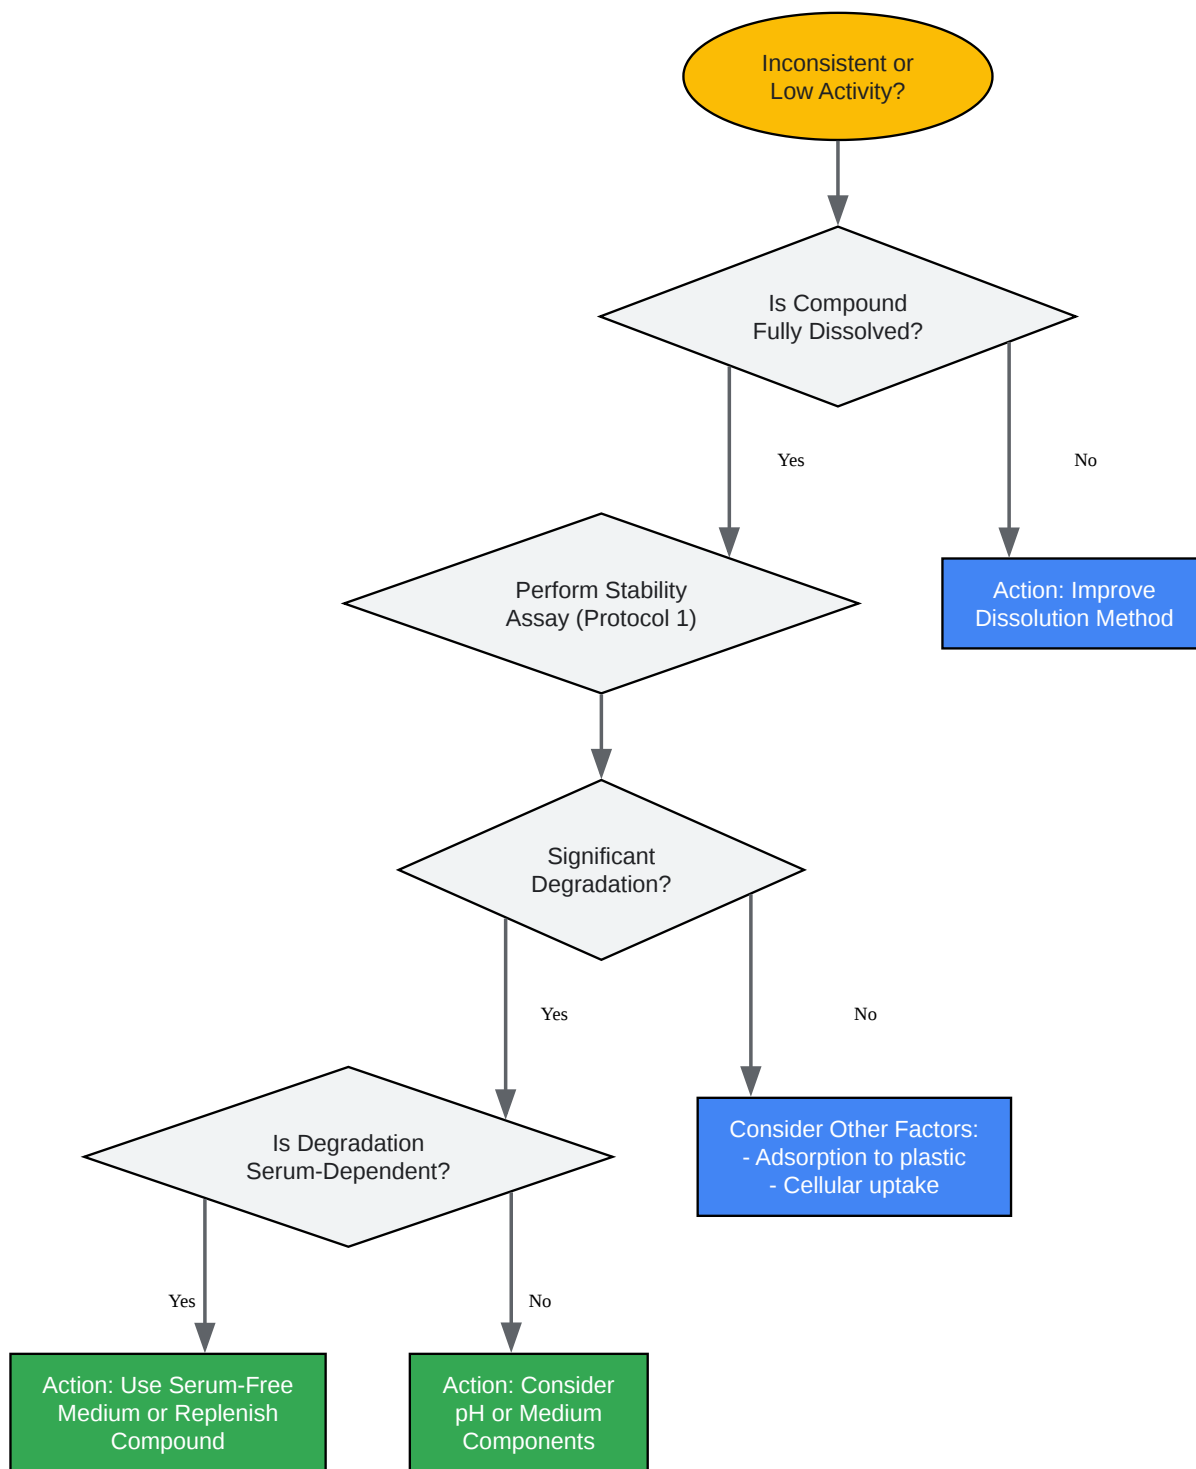 Inconsistent or
Low Activity?
Is Compound
Fully Dissolved?
Yes
No
Perform Stability
Assay (Protocol 1)
Action: Improve
Dissolution Method
Significant
Degradation?
Yes
No
Is Degradation
Serum-Dependent?
Consider Other Factors:
- Adsorption to plastic
- Cellular uptake
Yes
No
Action: Use Serum-Free
Medium or Replenish
Compound
Action: Consider
pH or Medium
Components